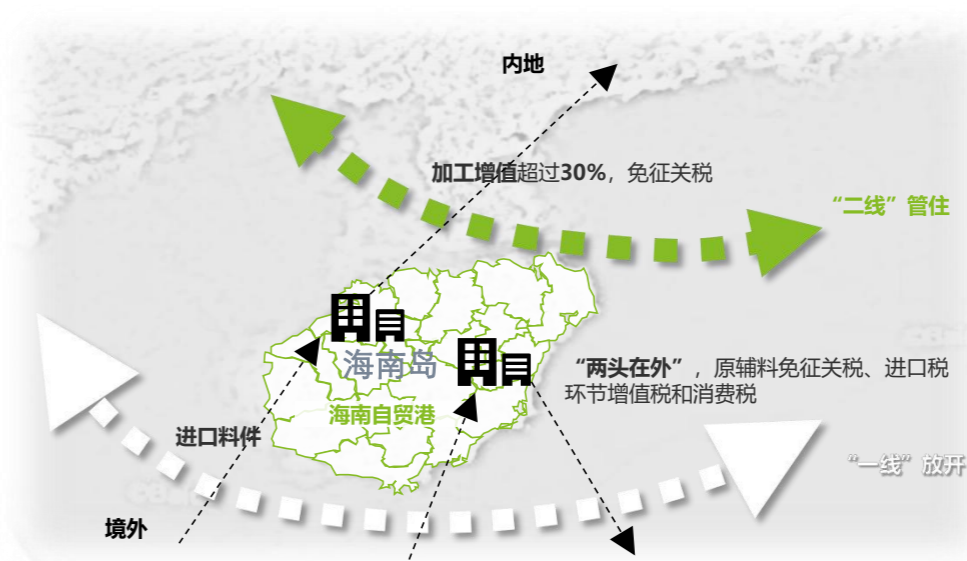 内地
加工增值超过30%，免征关税
“二线”管住
海南岛
“两头在外”，原辅料免征关税、进口税
环节增值税和消费税
海南自贸港
进口料件
“一线”放开
境外